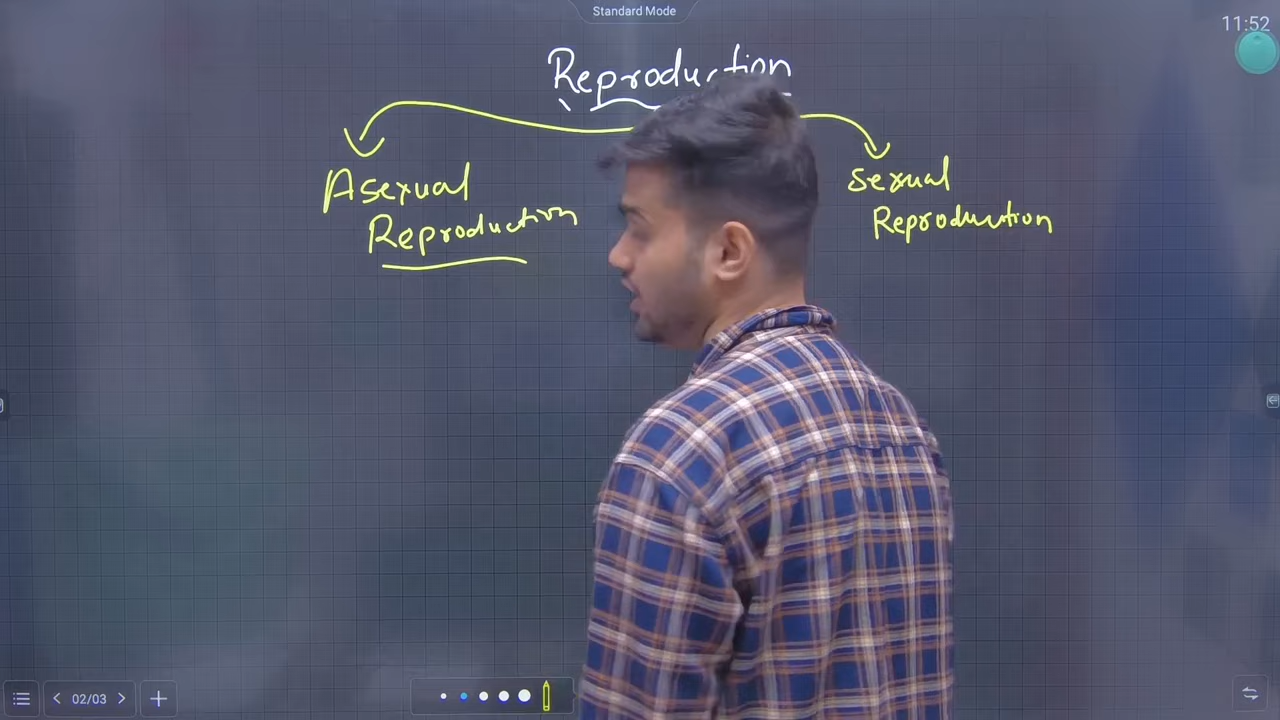 Standard Mode
11:52
Reproduction
Asexual
Reproduction
Sexual
Reproduction
02/03